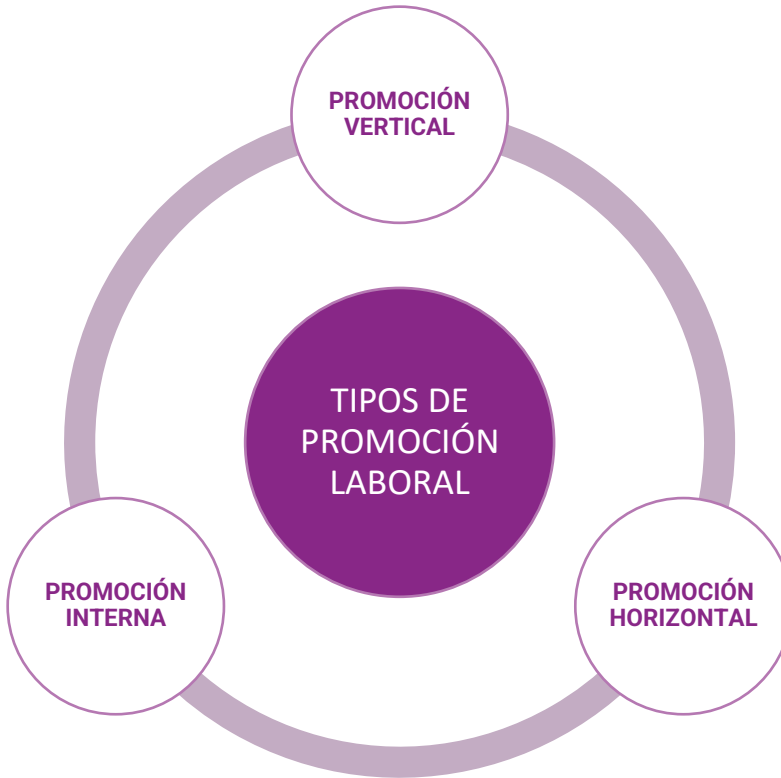 PROMOCIÓN
VERTICAL
TIPOS DE
PROMOCIÓN
LABORAL
PROMOCIÓN
INTERNA
PROMOCIÓN
HORIZONTAL